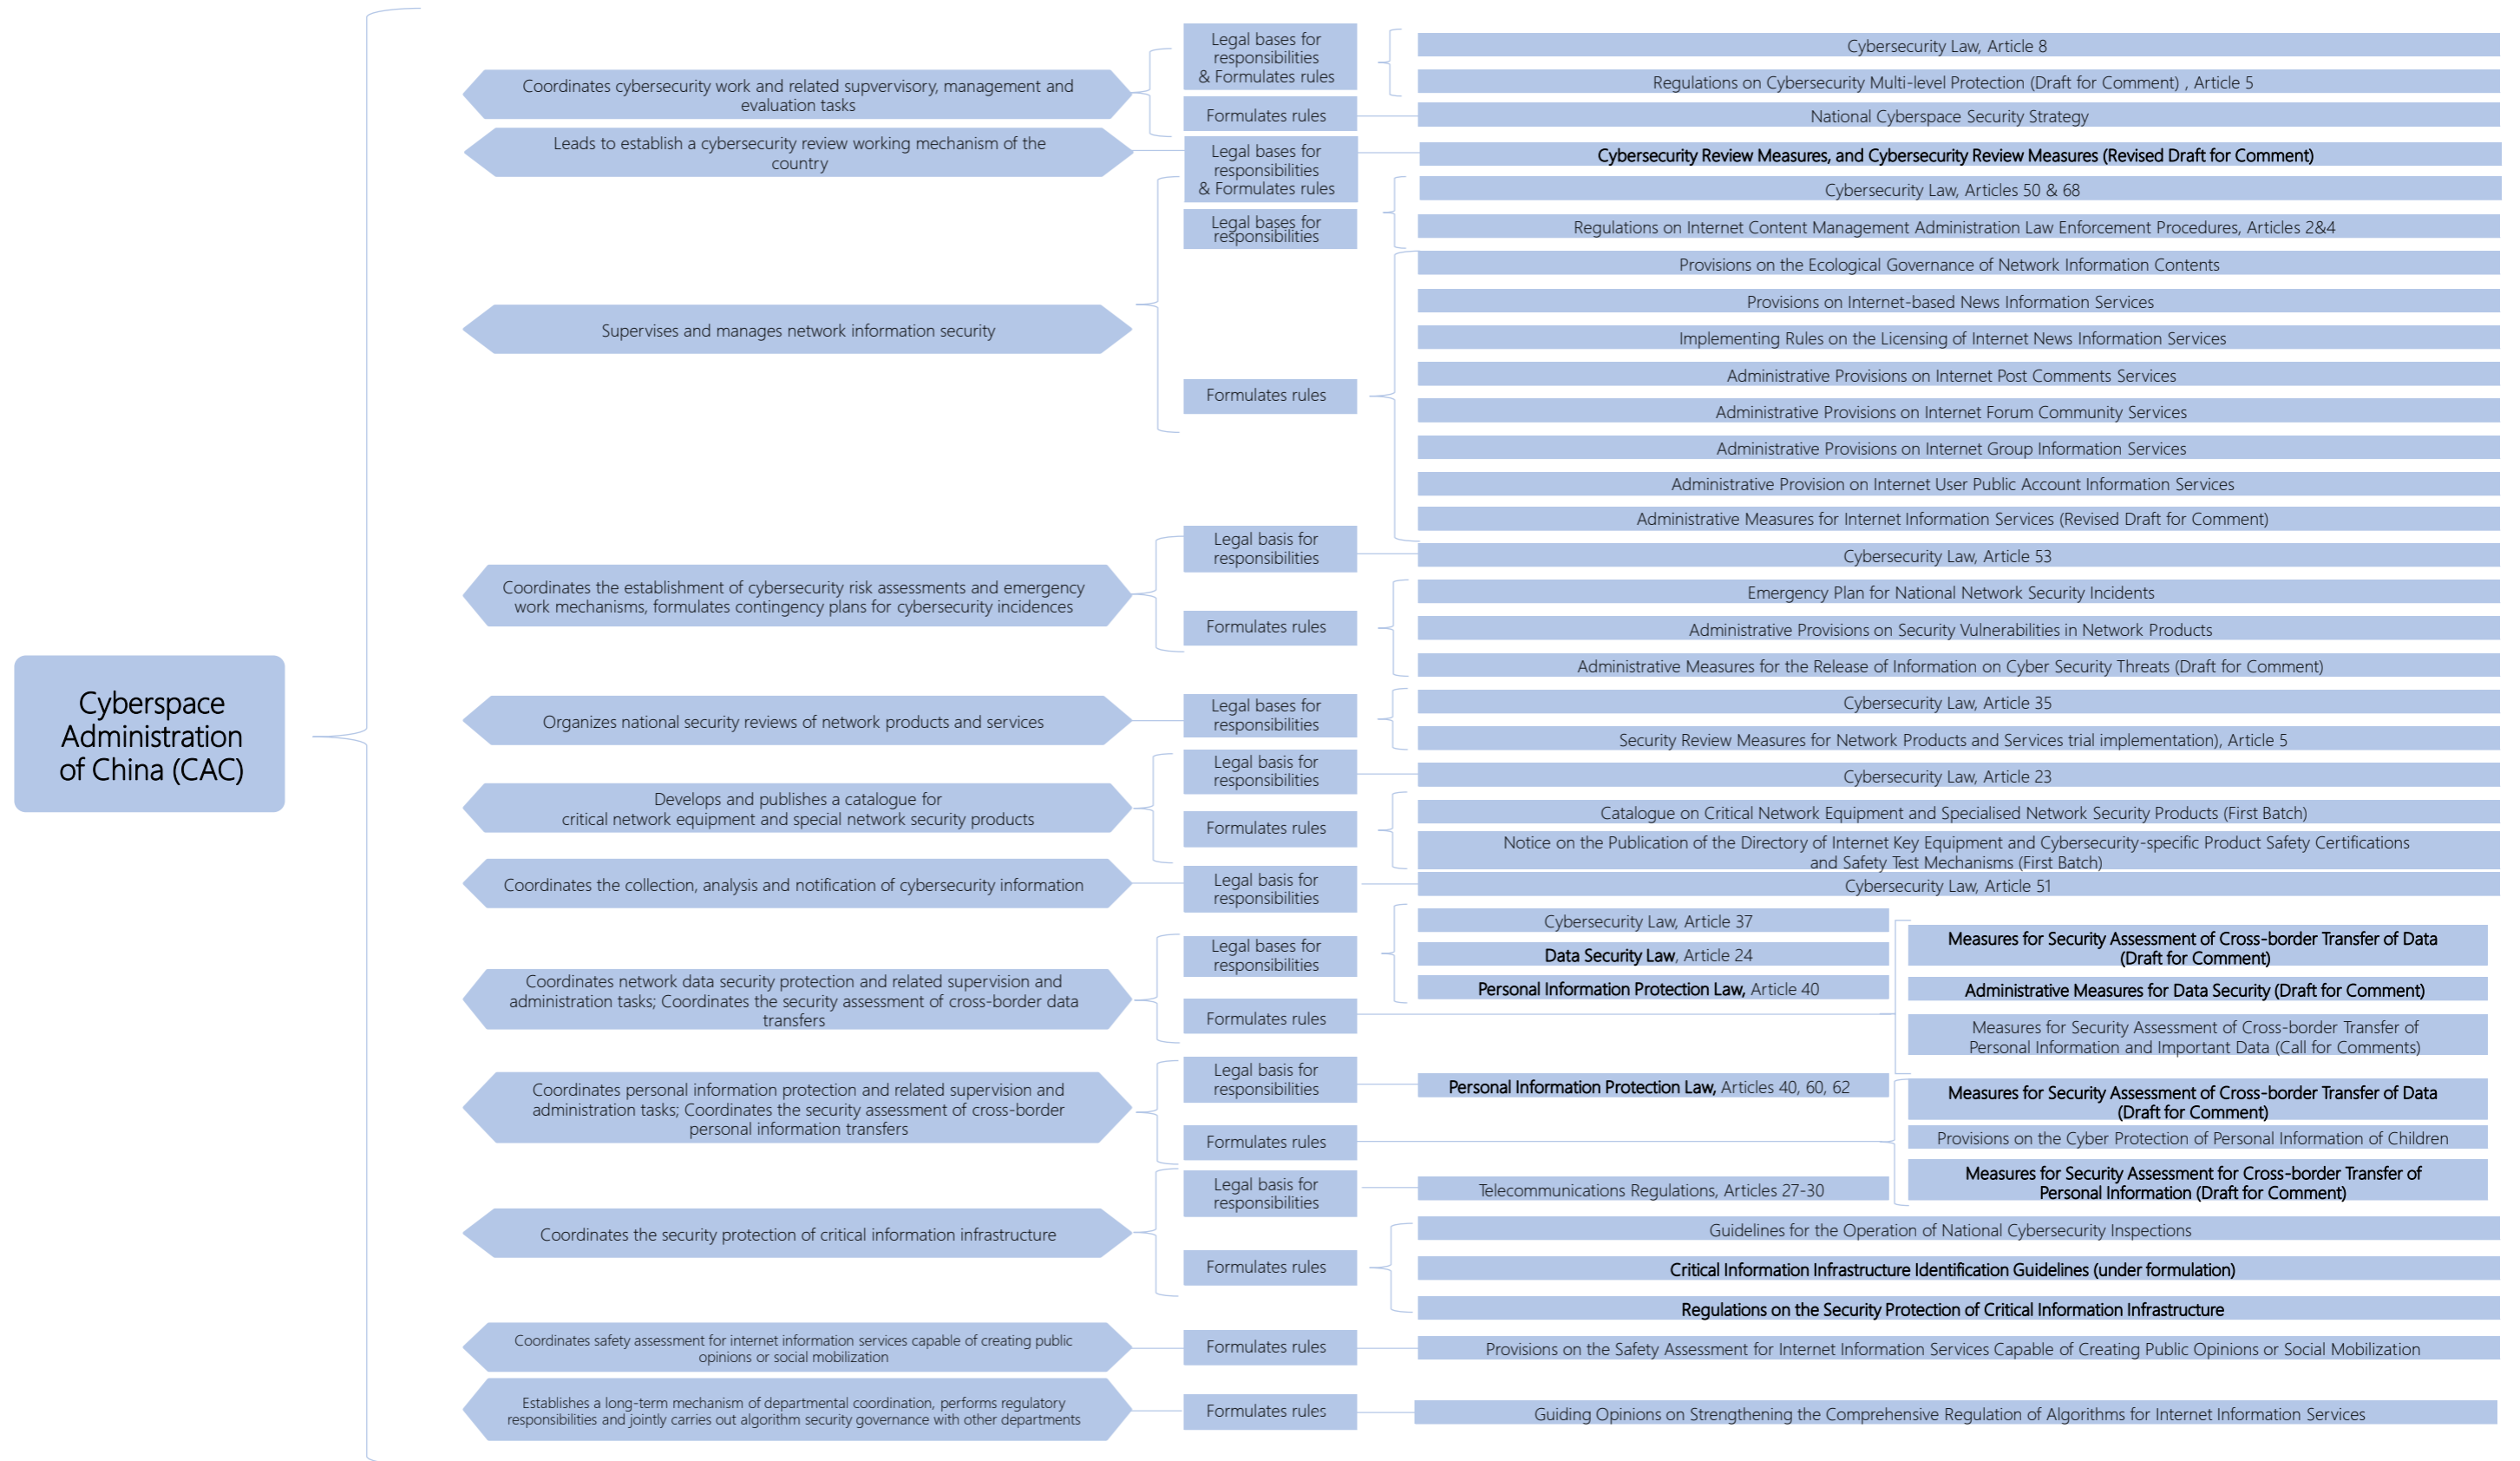 Cyberspace
Administration
of China (CAC)
Coordinates cybersecurity work and related supvervisory, management and
evaluation tasks
Legal bases for
responsibilities
& Formulates rules
Cybersecurity Law, Article 8
Regulations on Cybersecurity Multi-level Protection (Draft for Comment) , Article 5
Formulates rules
National Cyberspace Security Strategy
Leads to establish a cybersecurity review working mechanism of the
country
Legal bases for
responsibilities
& Formulates rules
Cybersecurity Review Measures, and Cybersecurity Review Measures (Revised Draft for Comment)
Supervises and manages network information security
Legal bases for
responsibilities
Cybersecurity Law, Articles 50 & 68
Regulations on Internet Content Management Administration Law Enforcement Procedures, Articles 2&4
Formulates rules
Provisions on the Ecological Governance of Network Information Contents
Provisions on Internet-based News Information Services
Implementing Rules on the Licensing of Internet News Information Services
Administrative Provisions on Internet Post Comments Services
Administrative Provisions on Internet Forum Community Services
Administrative Provisions on Internet Group Information Services
Administrative Provision on Internet User Public Account Information Services
Administrative Measures for Internet Information Services (Revised Draft for Comment)
Coordinates the establishment of cybersecurity risk assessments and emergency
work mechanisms, formulates contingency plans for cybersecurity incidences
Legal basis for
responsibilities
Cybersecurity Law, Article 53
Formulates rules
Emergency Plan for National Network Security Incidents
Administrative Provisions on Security Vulnerabilities in Network Products
Administrative Measures for the Release of Information on Cyber Security Threats (Draft for Comment)
Organizes national security reviews of network products and services
Legal bases for
responsibilities
Cybersecurity Law, Article 35
Security Review Measures for Network Products and Services trial implementation), Article 5
Develops and publishes a catalogue for
critical network equipment and special network security products
Legal basis for
responsibilities
Cybersecurity Law, Article 23
Formulates rules
Catalogue on Critical Network Equipment and Specialised Network Security Products (First Batch)
Notice on the Publication of the Directory of Internet Key Equipment and Cybersecurity-specific Product Safety Certifications
and Safety Test Mechanisms (First Batch)
Coordinates the collection, analysis and notification of cybersecurity information
Legal basis for
responsibilities
Cybersecurity Law, Article 51
Coordinates network data security protection and related supervision and
administration tasks; Coordinates the security assessment of cross-border data
transfers
Legal bases for
responsibilities
Cybersecurity Law, Article 37
Data Security Law, Article 24
Personal Information Protection Law, Article 40
Formulates rules
Measures for Security Assessment of Cross-border Transfer of Data
(Draft for Comment)
Administrative Measures for Data Security (Draft for Comment)
Measures for Security Assessment of Cross-border Transfer of
Personal Information and Important Data (Call for Comments)
Coordinates personal information protection and related supervision and
administration tasks; Coordinates the security assessment of cross-border
personal information transfers
Legal basis for
responsibilities
Personal Information Protection Law, Articles 40, 60, 62
Formulates rules
Measures for Security Assessment of Cross-border Transfer of Data
(Draft for Comment)
Provisions on the Cyber Protection of Personal Information of Children
Measures for Security Assessment for Cross-border Transfer of
Personal Information (Draft for Comment)
Coordinates the security protection of critical information infrastructure
Legal basis for
responsibilities
Telecommunications Regulations, Articles 27-30
Formulates rules
Guidelines for the Operation of National Cybersecurity Inspections
Critical Information Infrastructure Identification Guidelines (under formulation)
Regulations on the Security Protection of Critical Information Infrastructure
Coordinates safety assessment for internet information services capable of creating public
opinions or social mobilization
Formulates rules
Provisions on the Safety Assessment for Internet Information Services Capable of Creating Public Opinions or Social Mobilization
Establishes a long-term mechanism of departmental coordination, performs regulatory
responsibilities and jointly carries out algorithm security governance with other departments
Formulates rules
Guiding Opinions on Strengthening the Comprehensive Regulation of Algorithms for Internet Information Services